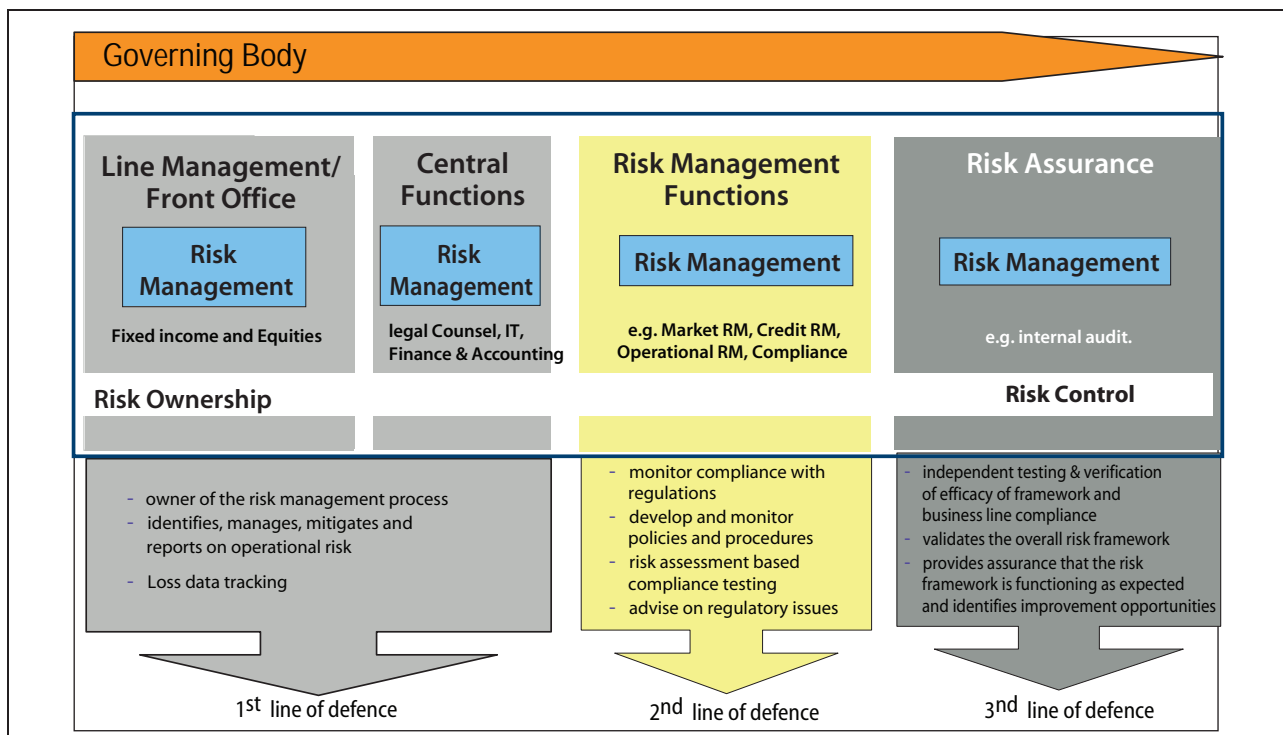 Governing Body
Line Management/
Front Office
Risk
Management
Fixed income and Equities
Central
Functions
Risk
Management
legal Counsel, IT,
Finance & Accounting
Risk Management
Functions
Risk Management
e.g. Market RM, Credit RM,
Operational RM, Compliance
Risk Assurance
Risk Management
e.g. internal audit.
Risk Ownership
Risk Control
- owner of the risk management process
- identifies, manages, mitigates and
reports on operational risk
- Loss data tracking
- monitor compliance with
regulations
- develop and monitor
policies and procedures
- risk assessment based
compliance testing
- advise on regulatory issues
- independent testing & verification
of efficacy of framework and
business line compliance
- validates the overall risk framework
- provides assurance that the risk
framework is functioning as expected
and identifies improvement opportunities
1st line of defence
2nd line of defence
3nd line of defence